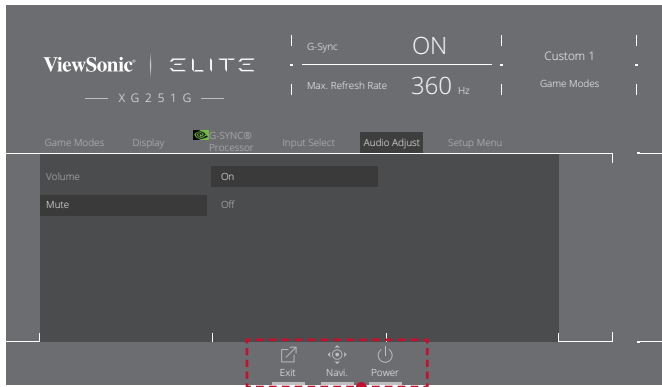 ViewSonic® ELITE
XG251G
G-Sync ON
Max. Refresh Rate 360 Hz
Custom 1
Game Modes
Game Modes Display G-SYNC® Processor Input Select Audio Adjust Setup Menu
Volume On
Mute Off
Exit Navi. Power